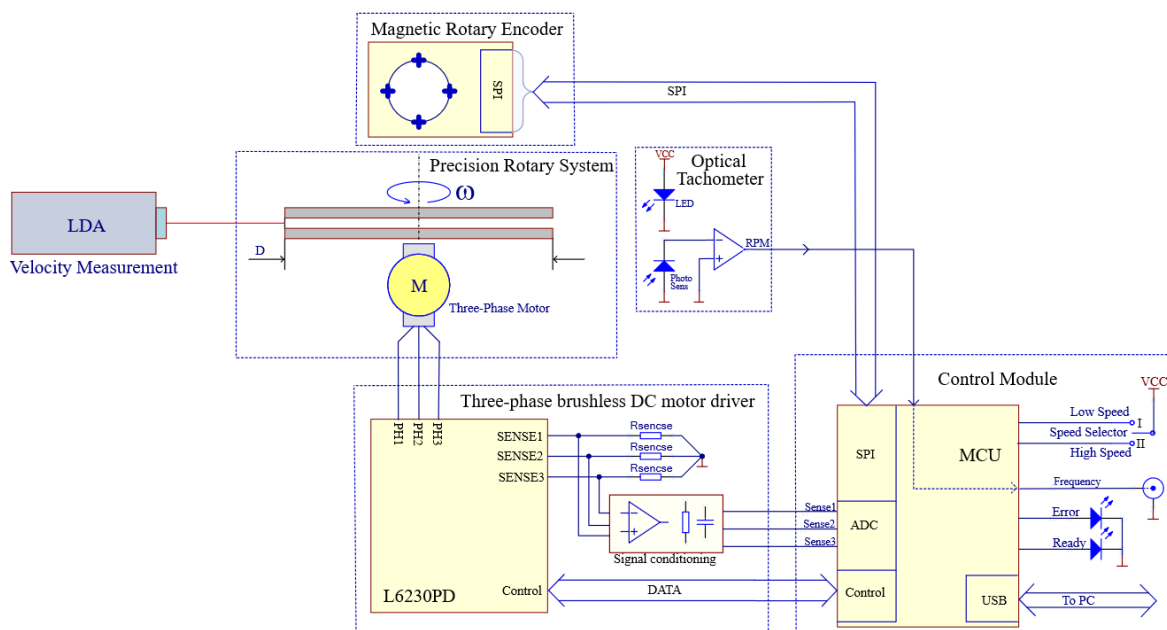 Magnetic Rotary Encoder
SPI
SPI
Precision Rotary System
ω
LDA
Velocity Measurement
D
M
Three-Phase Motor
Optical
Tachometer
VCC
LED
RPM
Photo
Sens
Three-phase brushless DC motor driver
PH1
PH2
PH3
SENSE1
SENSE2
SENSE3
Rsencse
Rsencse
Rsencse
Signal conditioning
Sense1
Sense2
Sense3
L6230PD
Control
DATA
Control Module
SPI
ADC
Control
MCU
USB
VCC
Low Speed
I
Speed Selector
II
High Speed
Frequency
Error
Ready
To PC